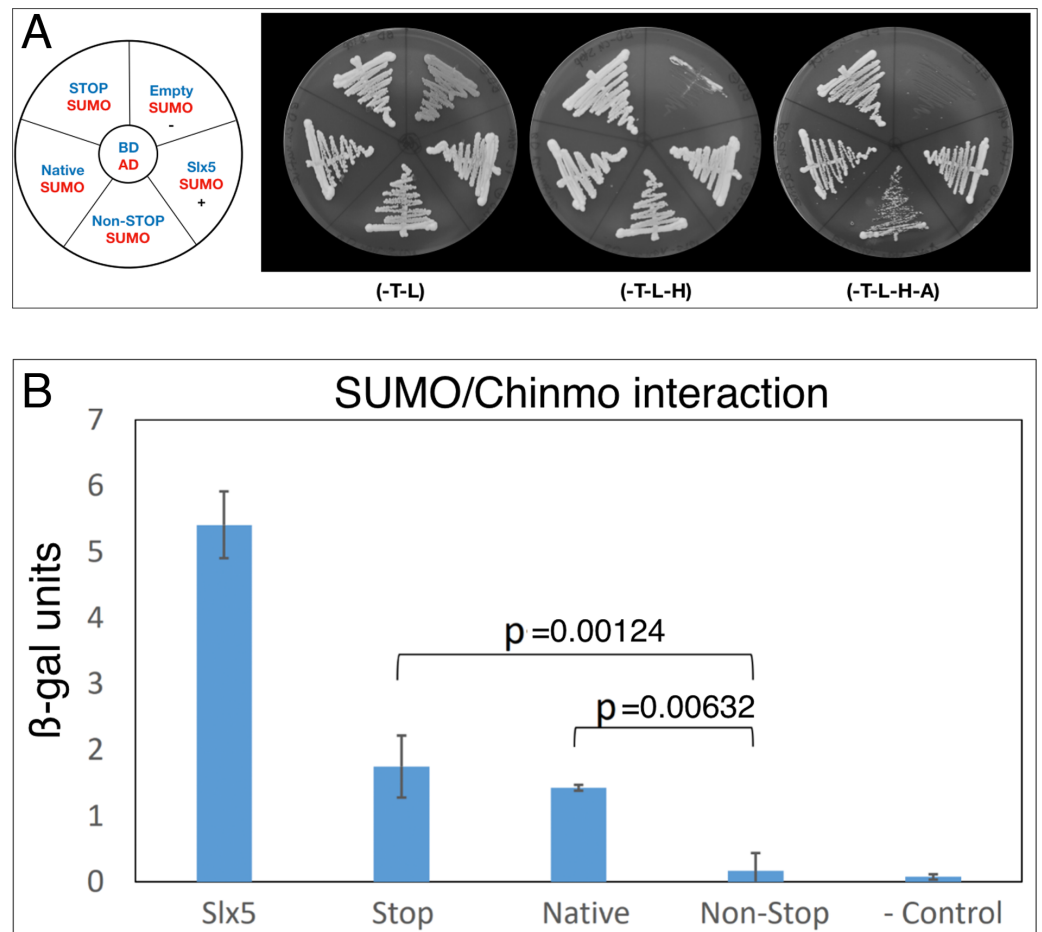 A
STOP
SUMO
Empty
SUMO
-
Native
SUMO
BD
AD
Slx5
SUMO
+
Non-STOP
SUMO
(-T-L)
(-T-L-H)
(-T-L-H-A)
B
SUMO/Chinmo interaction
ß-gal units
7
6
5
4
3
2
1
0
p =0.00124
p =0.00632
Slx5
Stop
Native
Non-Stop
- Control